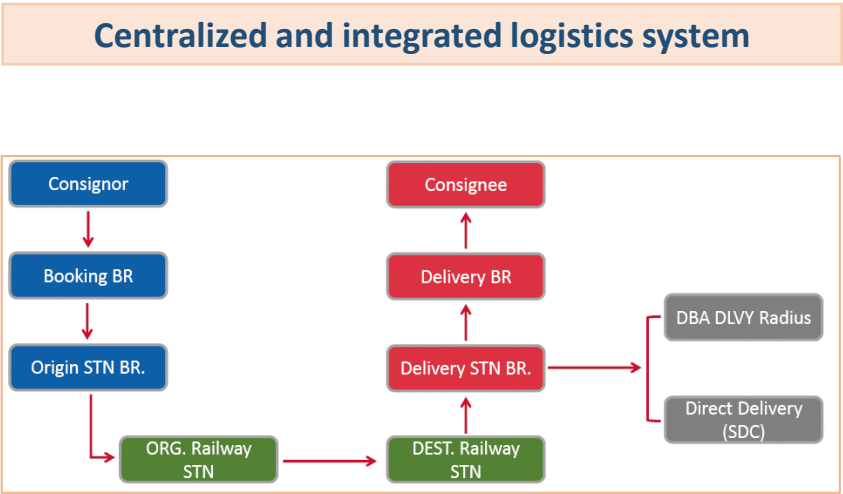 Centralized and integrated logistics system
Consignor
Booking BR
Origin STN BR.
ORG. Railway
STN
DEST. Railway
STN
Delivery STN BR.
Delivery BR
Consignee
DBA DLVY Radius
Direct Delivery
(SDC)